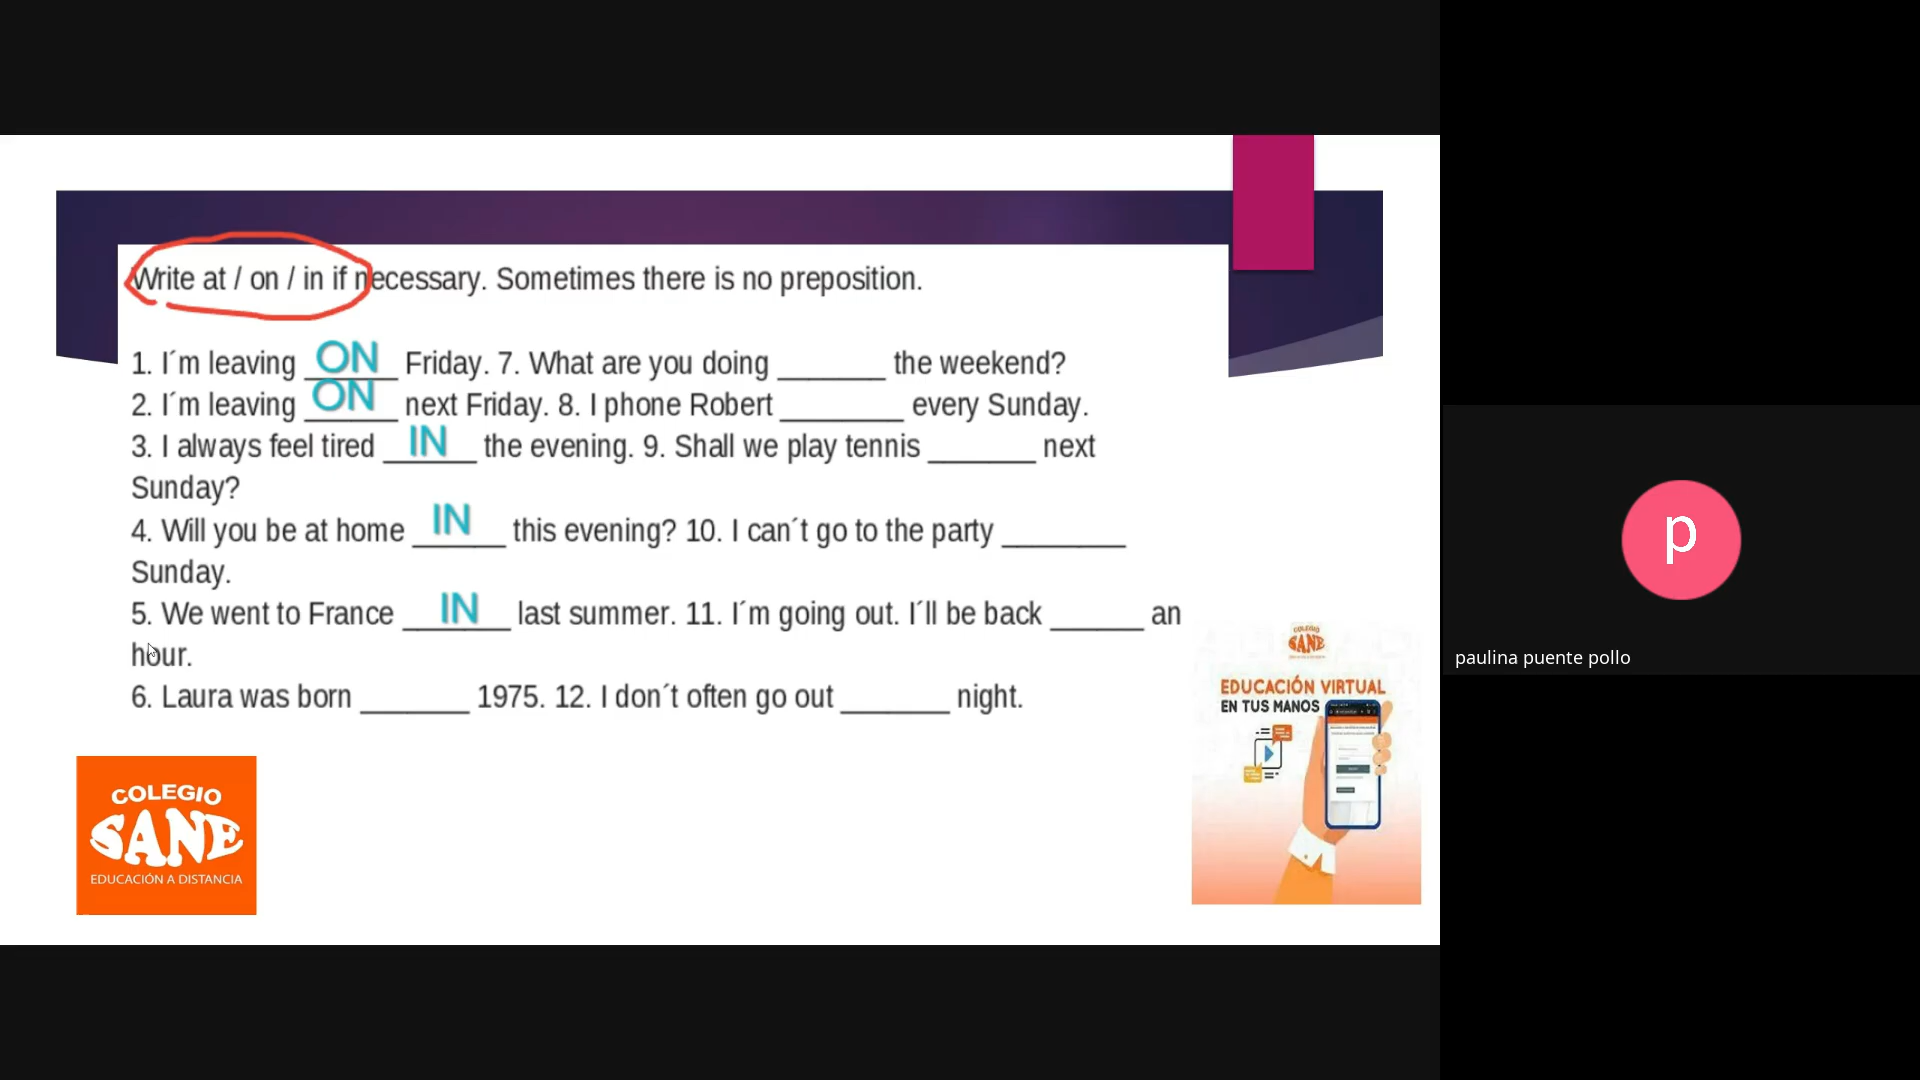 Write at / on / in if necessary. Sometimes there is no preposition.
1. I´m leaving ON Friday. 7. What are you doing _______ the weekend?
2. I´m leaving ON next Friday. 8. I phone Robert ________ every Sunday.
3. I always feel tired IN the evening. 9. Shall we play tennis _______ next
Sunday?
4. Will you be at home IN this evening? 10. I can´t go to the party ________
Sunday.
5. We went to France IN last summer. 11. I´m going out. I´ll be back ______ an
hour.
6. Laura was born _______ 1975. 12. I don´t often go out _______ night.
COLEGIO
SANE
EDUCACIÓN A DISTANCIA
COLEGIO
SANE
EDUCACIÓN VIRTUAL
EN TUS MANOS
p
paulina puente pollo